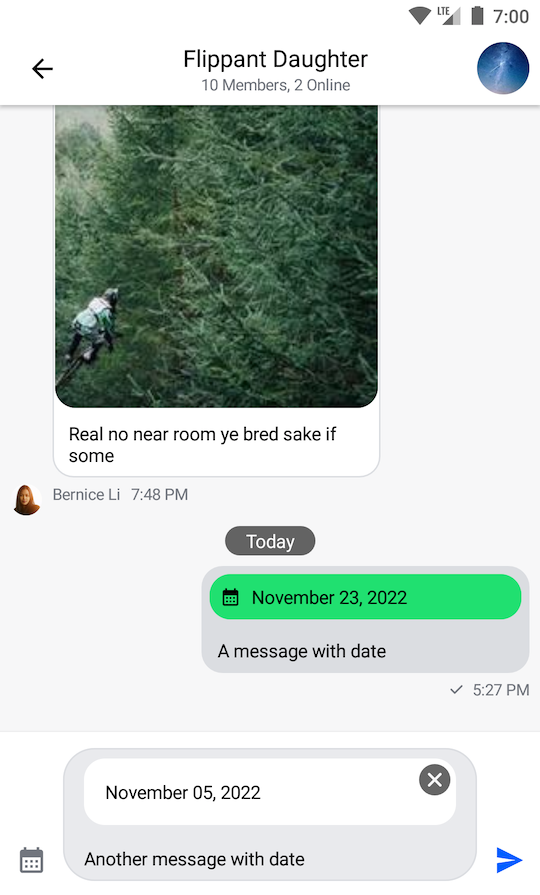 LTE 7:00
Flippant Daughter
10 Members, 2 Online
Real no near room ye bred sake if
some
Bernice Li 7:48 PM
Today
November 23, 2022
A message with date
5:27 PM
November 05, 2022
Another message with date